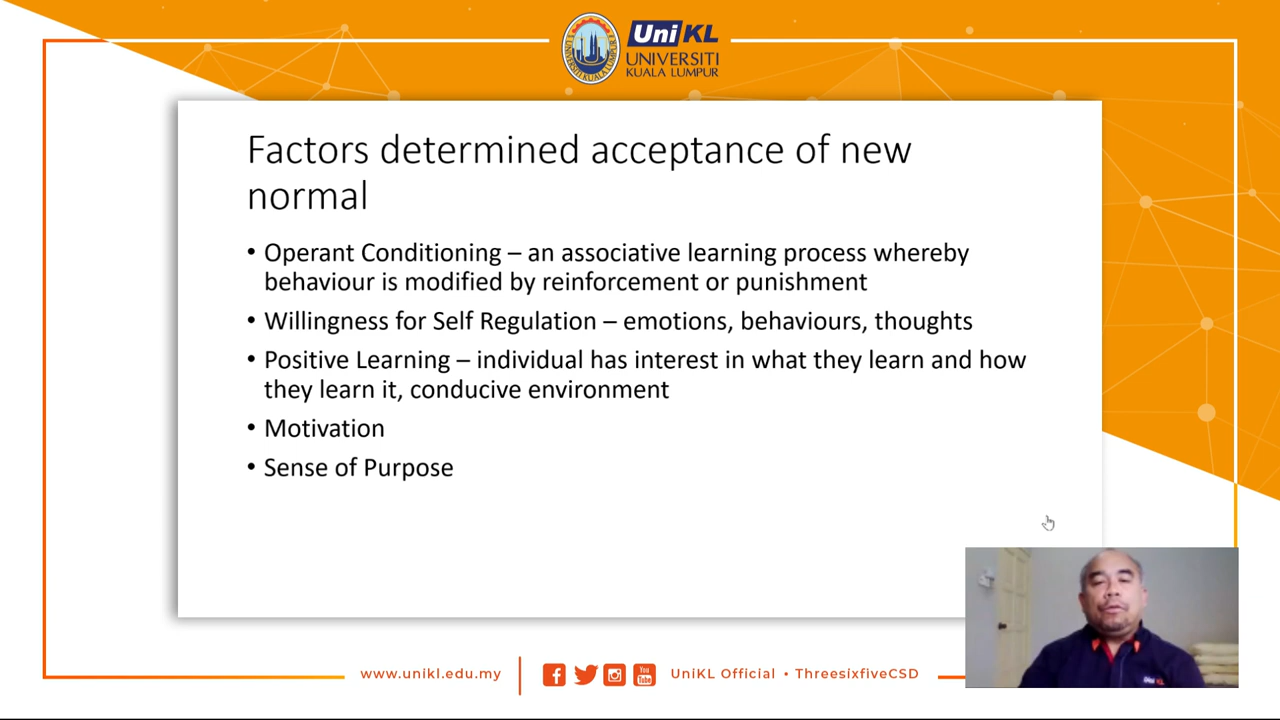 UniKL
UNIVERSITI
KUALA LUMPUR
Factors determined acceptance of new
normal
• Operant Conditioning – an associative learning process whereby
behaviour is modified by reinforcement or punishment
• Willingness for Self Regulation – emotions, behaviours, thoughts
• Positive Learning – individual has interest in what they learn and how
they learn it, conducive environment
• Motivation
• Sense of Purpose
www.unikl.edu.my
You
Tube
UniKL Official • ThreesixfiveCSD